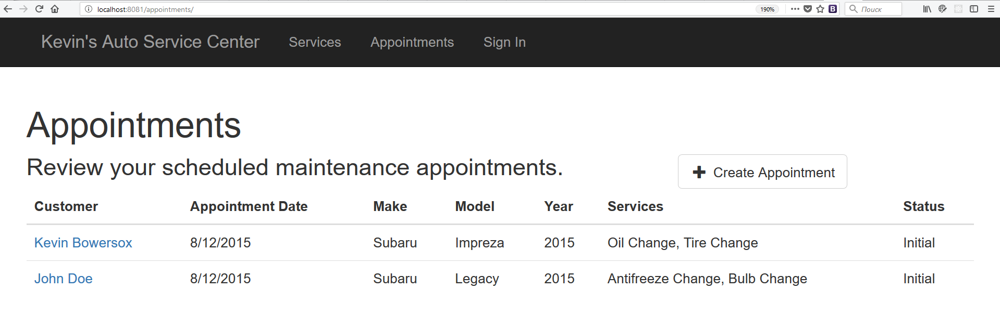 localhost:8081/appointments/ 190% Поиск
Kevin's Auto Service Center Services Appointments Sign In
Appointments
Review your scheduled maintenance appointments. Create Appointment
Customer Appointment Date Make Model Year Services Status
Kevin Bowersox 8/12/2015 Subaru Impreza 2015 Oil Change, Tire Change Initial
John Doe 8/12/2015 Subaru Legacy 2015 Antifreeze Change, Bulb Change Initial